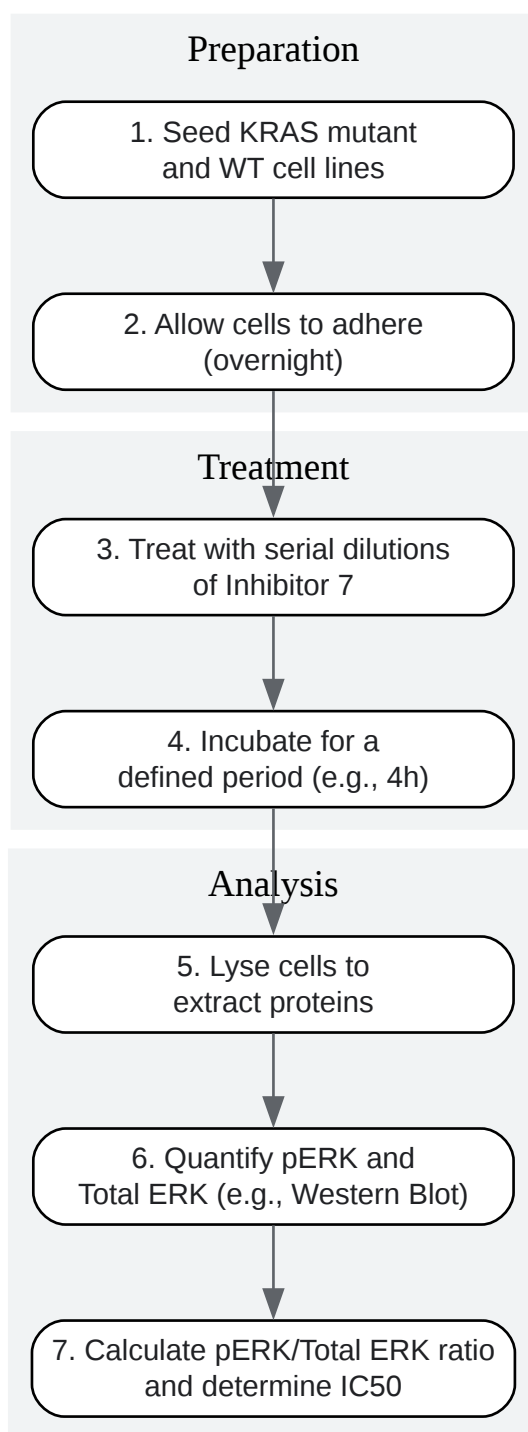 Preparation
1. Seed KRAS mutant
and WT cell lines
2. Allow cells to adhere
(overnight)
Treatment
3. Treat with serial dilutions
of Inhibitor 7
4. Incubate for a
defined period (e.g., 4h)
Analysis
5. Lyse cells to
extract proteins
6. Quantify pERK and
Total ERK (e.g., Western Blot)
7. Calculate pERK/Total ERK ratio
and determine IC50